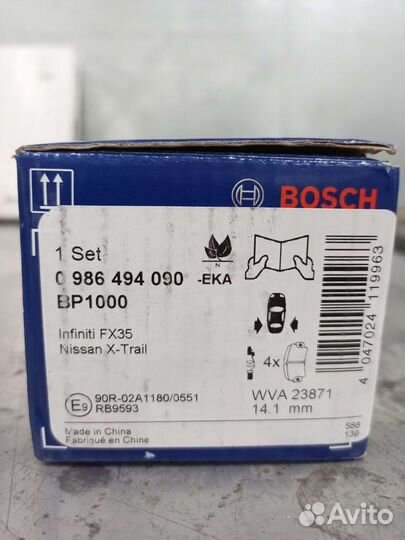 BOSCH
1 Set
0 986 494 090 -EKA
BP1000
N
Infiniti FX35
Nissan X-Trail
4x
4 047024 119963
E9 90R-02A1180/0551
RB9593
WVA 23871
14.1 mm
Made in China
Fabriqué en Chine
586
139
Avito